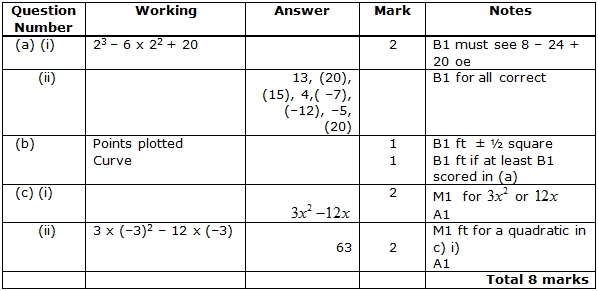 Question Number Working Answer Mark Notes
(a) (i) 2³ – 6 x 2² + 20 2 B1 must see 8 – 24 +
20 oe
(ii) 13, (20), B1 for all correct
(15), 4,( –7),
(–12), –5,
(20)
(b) Points plotted 1 B1 ft ± ½ square
Curve 1 B1 ft if at least B1
scored in (a)
(c) (i) 2 M1 for 3x² or 12x
3x² –12x A1
(ii) 3 x (–3)² – 12 x (–3) M1 ft for a quadratic in
63 2 c) i)
A1
Total 8 marks